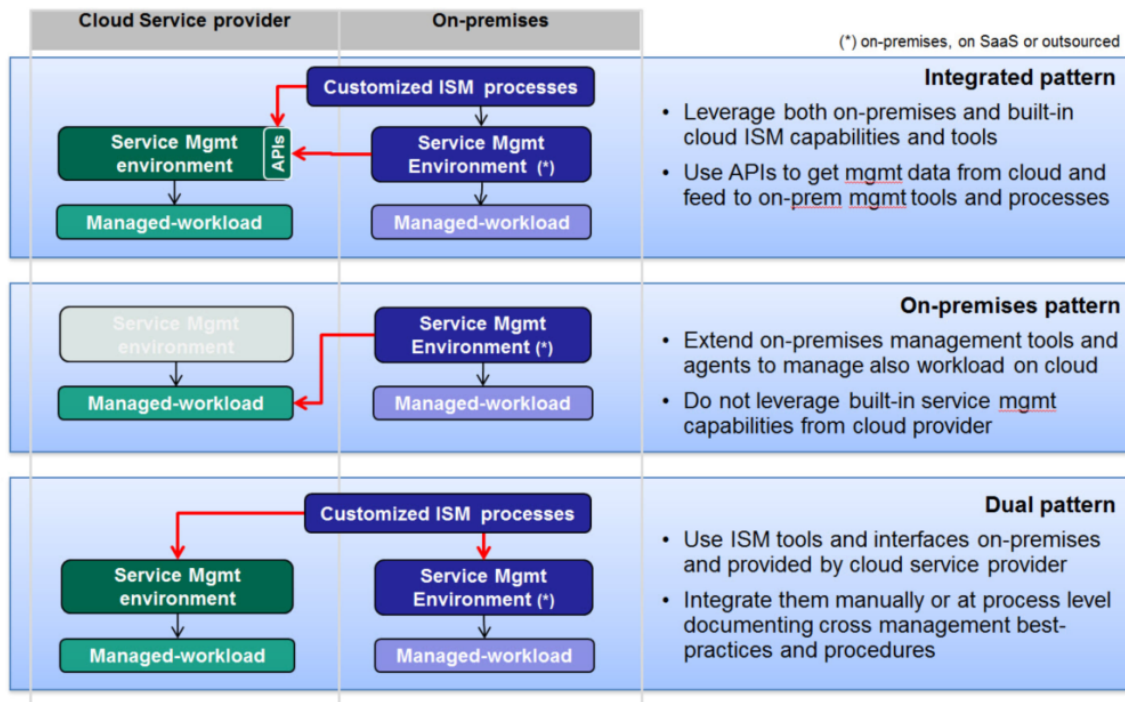 Cloud Service provider
On-premises
(*) on-premises, on SaaS or outsourced
Customized ISM processes
Service Mgmt
environment
APIs
Service Mgmt
Environment (*)
Managed-workload
Managed-workload
Integrated pattern
• Leverage both on-premises and built-in
cloud ISM capabilities and tools
• Use APIs to get mgmt data from cloud and
feed to on-prem mgmt tools and processes
Service Mgmt
environment
Service Mgmt
Environment (*)
Managed-workload
Managed-workload
On-premises pattern
• Extend on-premises management tools and
agents to manage also workload on cloud
• Do not leverage built-in service mgmt
capabilities from cloud provider
Customized ISM processes
Service Mgmt
environment
Service Mgmt
Environment (*)
Managed-workload
Managed-workload
Dual pattern
• Use ISM tools and interfaces on-premises
and provided by cloud service provider
• Integrate them manually or at process level
documenting cross management best-
practices and procedures